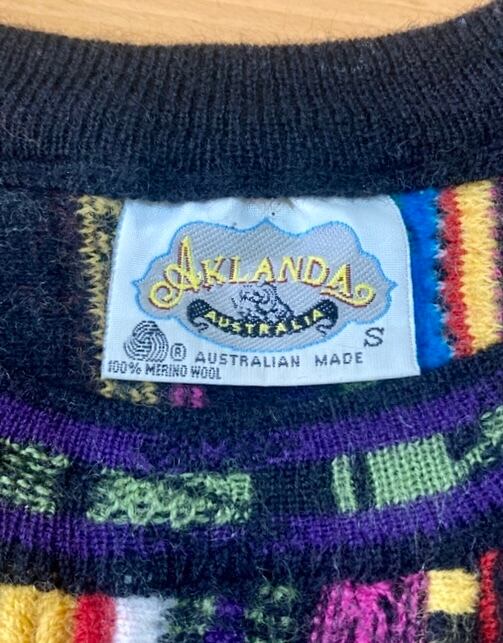 AKLANDA
AUSTRALIA
S
® AUSTRALIAN MADE
100% MERINO WOOL